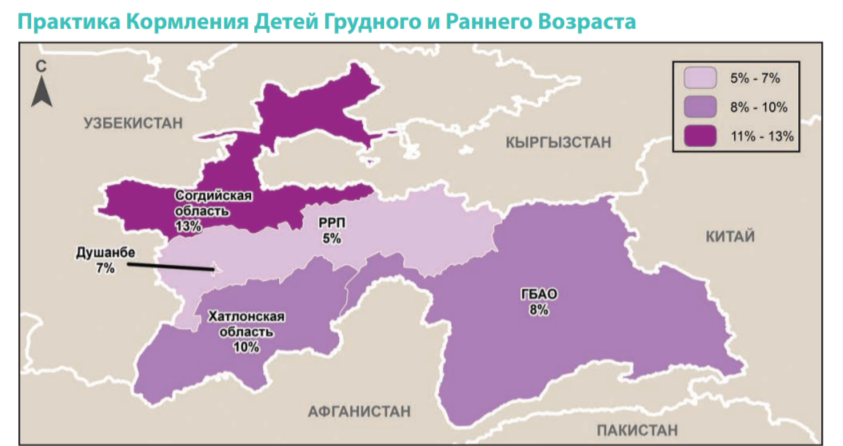 Практика Кормления Детей Грудного и Раннего Возраста
С
5% - 7%
8% - 10%
11% - 13%
УЗБЕКИСТАН
КЫРГЫЗСТАН
Согдийская
область
13%
РРП
5%
КИТАЙ
Душанбе
7%
ГБАО
8%
Хатлонская
область
10%
АФГАНИСТАН
ПАКИСТАН